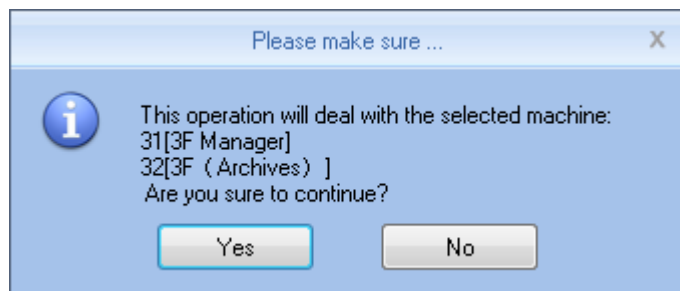 Please make sure ...
X
This operation will deal with the selected machine:
31[3F Manager]
32[3F（Archives）]
Are you sure to continue?
Yes
No